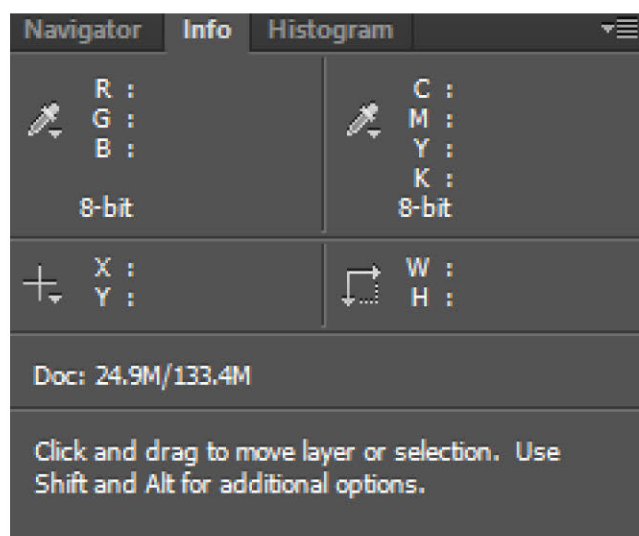 Navigator Info Histogram
R :
G :
B :
8-bit
C :
M :
Y :
K :
8-bit
X :
Y :
W :
H :
Doc: 24.9M/133.4M
Click and drag to move layer or selection. Use
Shift and Alt for additional options.